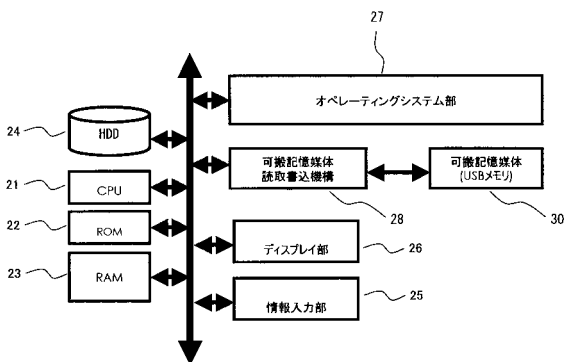 27
オペレーティングシステム部
24
HDD
可搬記憶媒体
読取書込機構
可搬記憶媒体
(USBメモリ)
21
CPU
28
30
22
ROM
ディスプレイ部
26
23
RAM
情報入力部
25